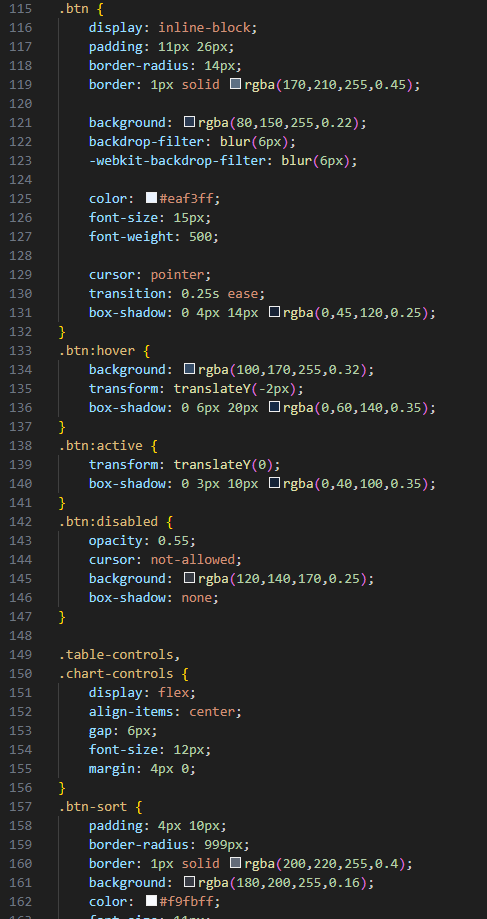 115 .btn {
116 display: inline-block;
117 padding: 11px 26px;
118 border-radius: 14px;
119 border: 1px solid rgba(170,210,255,0.45);
120
121 background: rgba(80,150,255,0.22);
122 backdrop-filter: blur(6px);
123 -webkit-backdrop-filter: blur(6px);
124
125 color: #eaf3ff;
126 font-size: 15px;
127 font-weight: 500;
128
129 cursor: pointer;
130 transition: 0.25s ease;
131 box-shadow: 0 4px 14px rgba(0,45,120,0.25);
132 }
133 .btn:hover {
134 background: rgba(100,170,255,0.32);
135 transform: translateY(-2px);
136 box-shadow: 0 6px 20px rgba(0,60,140,0.35);
137 }
138 .btn:active {
139 transform: translateY(0);
140 box-shadow: 0 3px 10px rgba(0,40,100,0.35);
141 }
142 .btn:disabled {
143 opacity: 0.55;
144 cursor: not-allowed;
145 background: rgba(120,140,170,0.25);
146 box-shadow: none;
147 }
148
149 .table-controls,
150 .chart-controls {
151 display: flex;
152 align-items: center;
153 gap: 6px;
154 font-size: 12px;
155 margin: 4px 0;
156 }
157 .btn-sort {
158 padding: 4px 10px;
159 border-radius: 999px;
160 border: 1px solid rgba(200,220,255,0.4);
161 background: rgba(180,200,255,0.16);
162 color: #f9fbff;